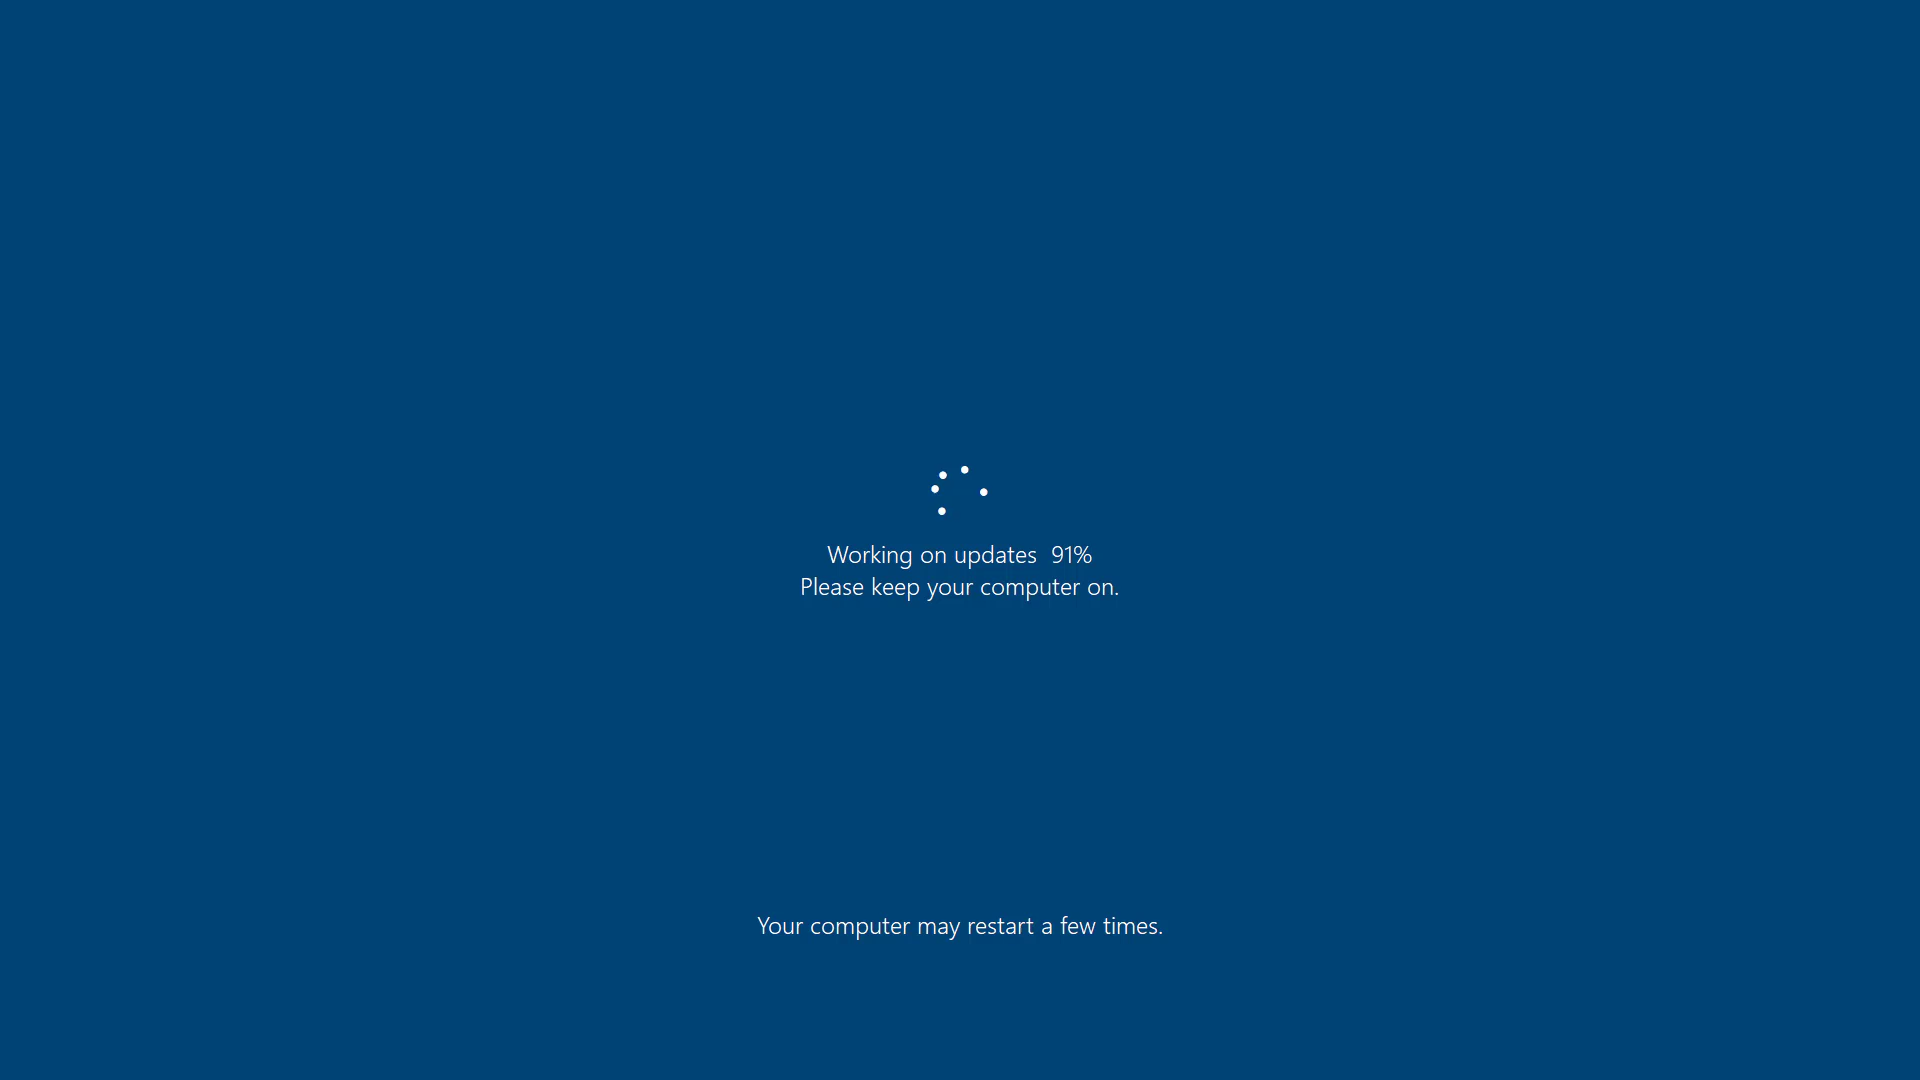 Working on updates  91%
Please keep your computer on.
Your computer may restart a few times.